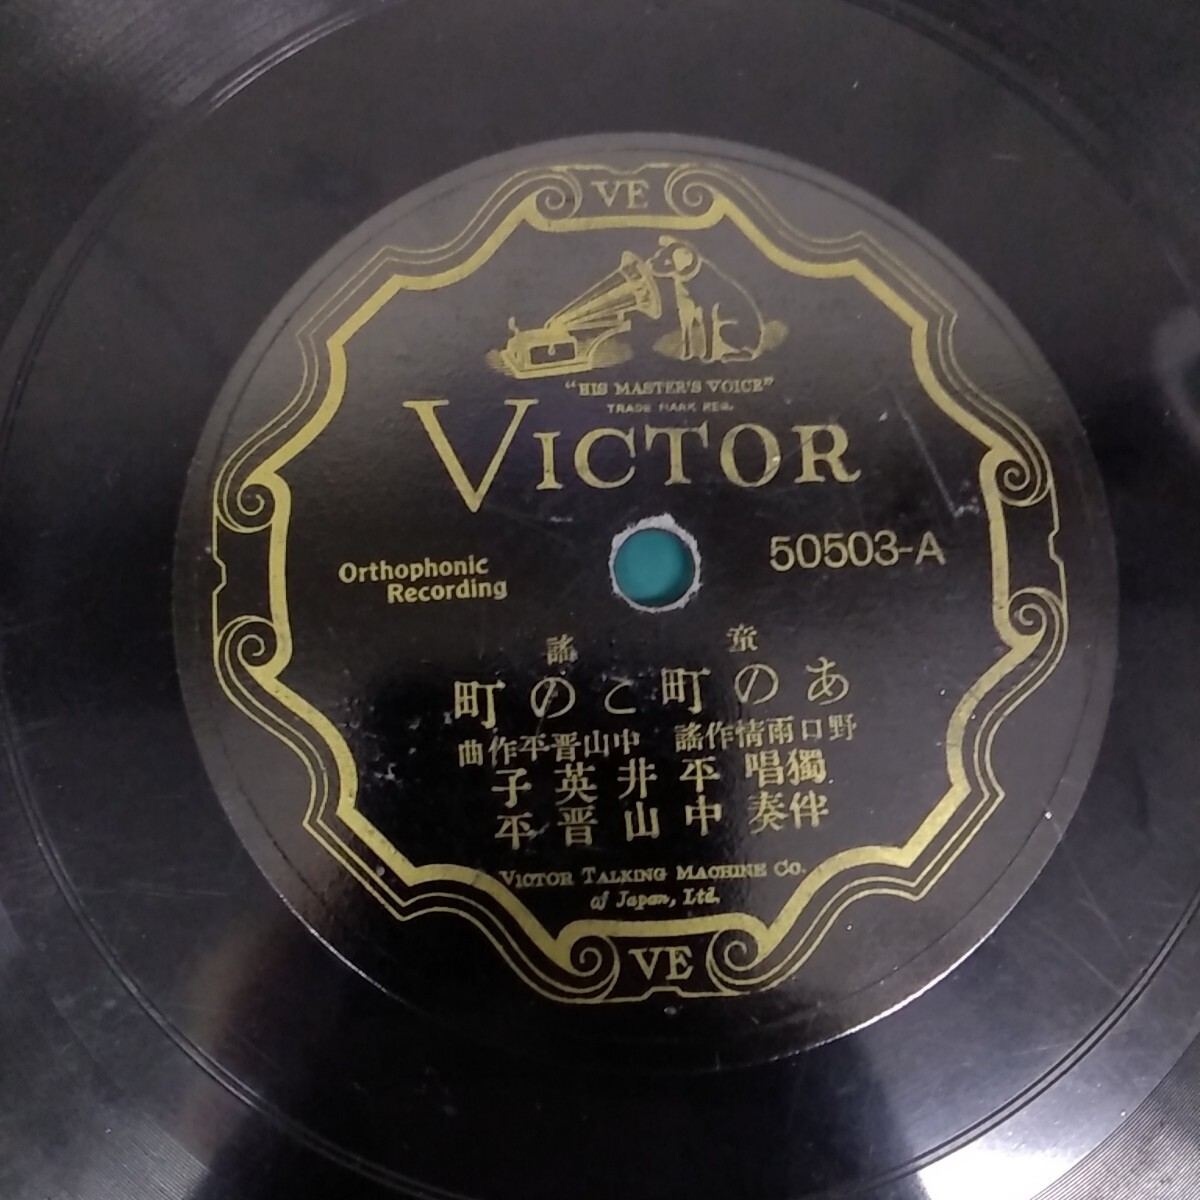 VE
"HIS MASTER'S VOICE"
TRADE MARK REG.
VICTOR
Orthophonic
Recording
50503-A
童謠
あの町この町
野口雨情作謠 中山晋平作曲
獨唱 平井英子
伴奏 中山晋平
VICTOR TALKING MACHINE CO.
of Japan, Ltd.
VE